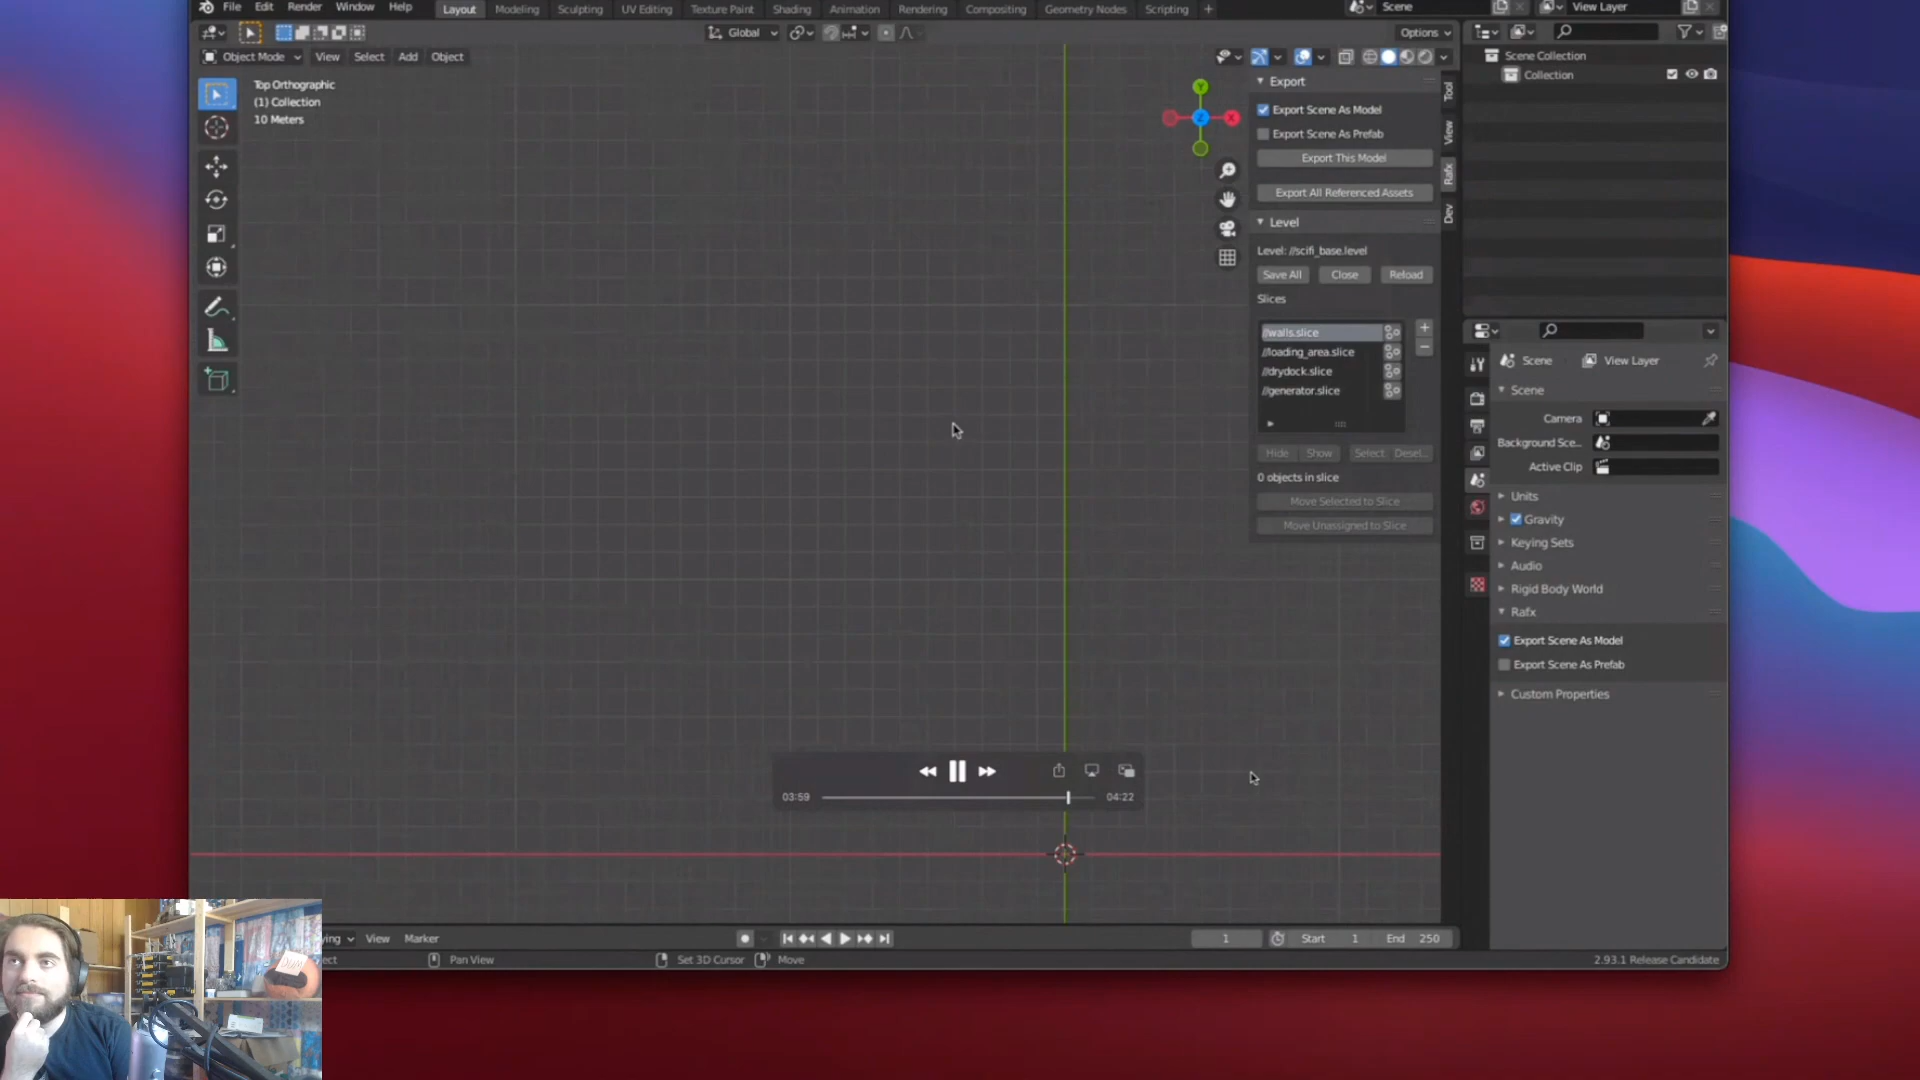 File Edit Render Window Help
Layout Modeling Sculpting UV Editing Texture Paint Shading Animation Rendering Compositing Geometry Nodes Scripting +
Scene
View Layer
Global
Options
Object Mode View Select Add Object
Top Orthographic
(1) Collection
10 Meters
Y
Z
X
Export
Export Scene As Model
Export Scene As Prefab
Export This Model
Export All Referenced Assets
Level
Level: //scifi_base.level
Save All Close Reload
Slices
//walls.slice
//loading_area.slice
//drydock.slice
//generator.slice
Hide Show Select Desel...
0 objects in slice
Move Selected to Slice
Move Unassigned to Slice
Tool
View
Rafx
Dev
Scene Collection
Collection
Scene View Layer
Scene
Camera
Background Sce...
Active Clip
Units
Gravity
Keying Sets
Audio
Rigid Body World
Rafx
Export Scene As Model
Export Scene As Prefab
Custom Properties
03:59 04:22
ying View Marker
1 Start 1 End 250
ect Pan View Set 3D Cursor Move
2.93.1 Release Candidate